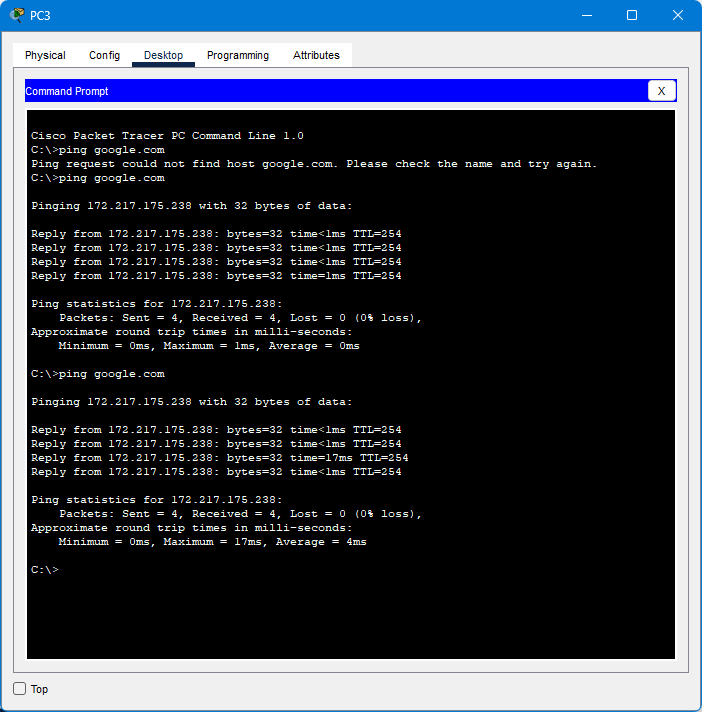 PC3
Physical Config Desktop Programming Attributes
Command Prompt X
Cisco Packet Tracer PC Command Line 1.0
C:\>ping google.com
Ping request could not find host google.com. Please check the name and try again.
C:\>ping google.com
Pinging 172.217.175.238 with 32 bytes of data:
Reply from 172.217.175.238: bytes=32 time<1ms TTL=254
Reply from 172.217.175.238: bytes=32 time<1ms TTL=254
Reply from 172.217.175.238: bytes=32 time<1ms TTL=254
Reply from 172.217.175.238: bytes=32 time=1ms TTL=254
Ping statistics for 172.217.175.238:
Packets: Sent = 4, Received = 4, Lost = 0 (0% loss),
Approximate round trip times in milli-seconds:
Minimum = 0ms, Maximum = 1ms, Average = 0ms
C:\>ping google.com
Pinging 172.217.175.238 with 32 bytes of data:
Reply from 172.217.175.238: bytes=32 time<1ms TTL=254
Reply from 172.217.175.238: bytes=32 time<1ms TTL=254
Reply from 172.217.175.238: bytes=32 time=17ms TTL=254
Reply from 172.217.175.238: bytes=32 time<1ms TTL=254
Ping statistics for 172.217.175.238:
Packets: Sent = 4, Received = 4, Lost = 0 (0% loss),
Approximate round trip times in milli-seconds:
Minimum = 0ms, Maximum = 17ms, Average = 4ms
C:\>
Top